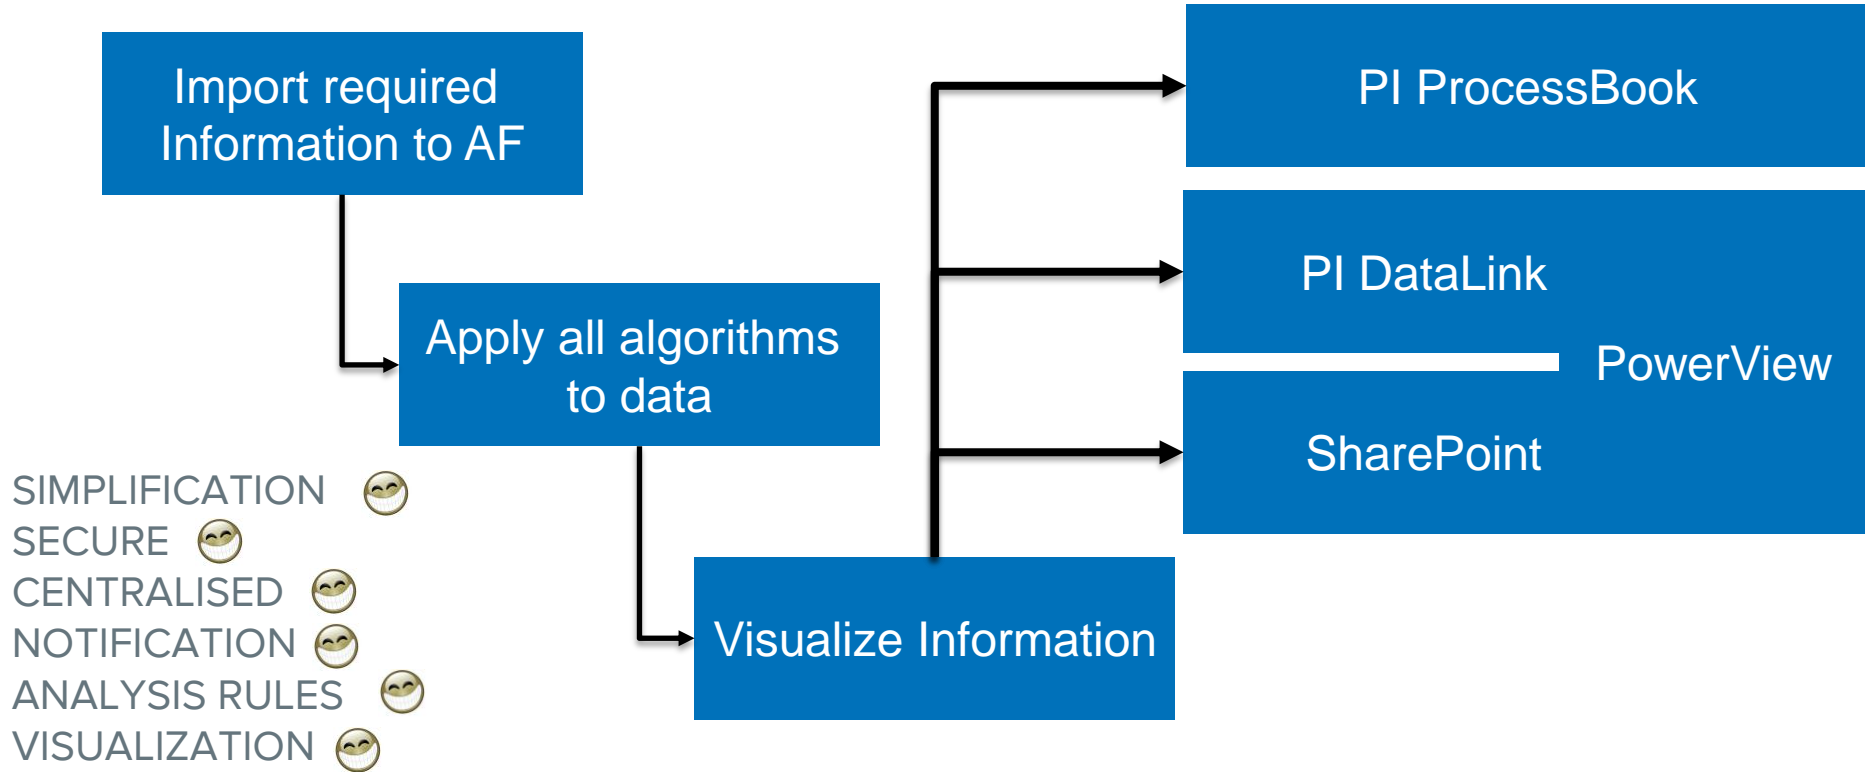 Import required
Information to AF
Apply all algorithms
to data
Visualize Information
PI ProcessBook
PI DataLink
PowerView
SharePoint
SIMPLIFICATION
SECURE
CENTRALISED
NOTIFICATION
ANALYSIS RULES
VISUALIZATION